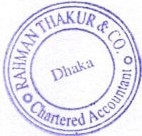 RAHMAN THAKUR & CO.
Dhaka
Chartered Accountant